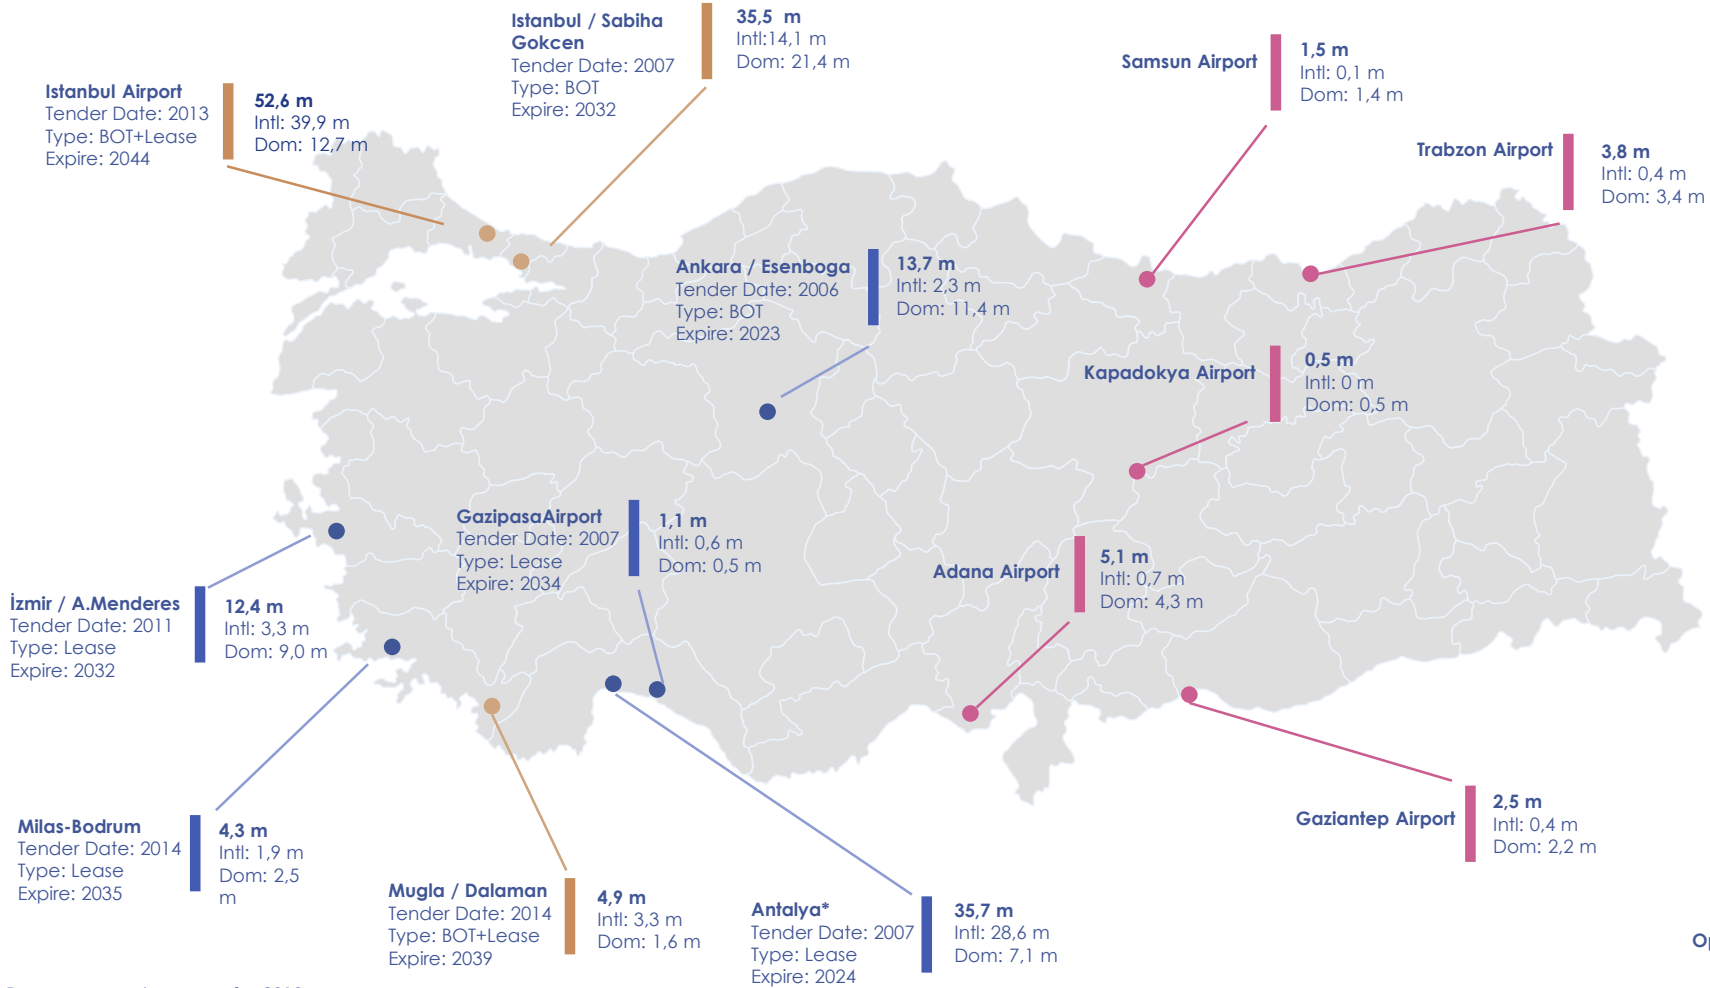 Istanbul / Sabiha
Gokcen
Tender Date: 2007
Type: BOT
Expire: 2032
35,5 m
Intl:14,1 m
Dom: 21,4 m
Samsun Airport
1,5 m
Intl: 0,1 m
Dom: 1,4 m
Istanbul Airport
Tender Date: 2013
Type: BOT+Lease
Expire: 2044
52,6 m
Intl: 39,9 m
Dom: 12,7 m
Trabzon Airport
3,8 m
Intl: 0,4 m
Dom: 3,4 m
Ankara / Esenboga
Tender Date: 2006
Type: BOT
Expire: 2023
13,7 m
Intl: 2,3 m
Dom: 11,4 m
Kapadokya Airport
0,5 m
Intl: 0 m
Dom: 0,5 m
GazipasaAirport
Tender Date: 2007
Type: Lease
Expire: 2034
1,1 m
Intl: 0,6 m
Dom: 0,5 m
Adana Airport
5,1 m
Intl: 0,7 m
Dom: 4,3 m
İzmir / A.Menderes
Tender Date: 2011
Type: Lease
Expire: 2032
12,4 m
Intl: 3,3 m
Dom: 9,0 m
Milas-Bodrum
Tender Date: 2014
Type: Lease
Expire: 2035
4,3 m
Intl: 1,9 m
Dom: 2,5
m
Mugla / Dalaman
Tender Date: 2014
Type: BOT+Lease
Expire: 2039
4,9 m
Intl: 3,3 m
Dom: 1,6 m
Antalya*
Tender Date: 2007
Type: Lease
Expire: 2024
35,7 m
Intl: 28,6 m
Dom: 7,1 m
Gaziantep Airport
2,5 m
Intl: 0,4 m
Dom: 2,2 m